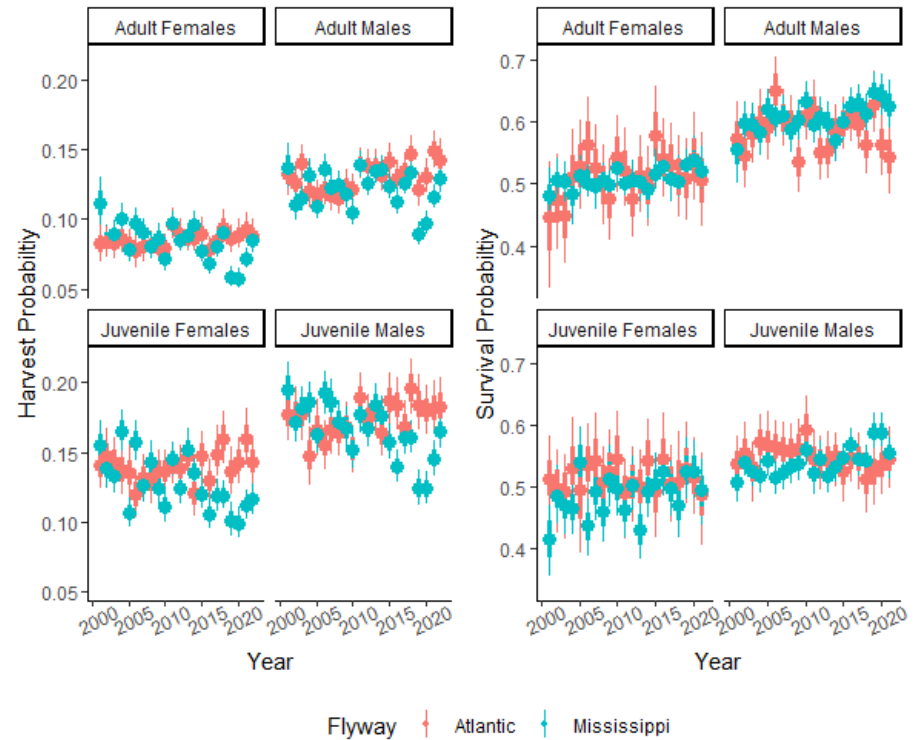 Adult Females
Adult Males
0.20
0.15
0.10
0.05
Juvenile Females
Juvenile Males
0.20
0.15
0.10
0.05
Harvest Probabiltiy
2000
2005
2010
2015
2020
2000
2005
2010
2015
2020
Year
Adult Females
Adult Males
0.7
0.6
0.5
0.4
Juvenile Females
Juvenile Males
0.7
0.6
0.5
0.4
Survival Probability
2000
2005
2010
2015
2020
2000
2005
2010
2015
2020
Year
Flyway Atlantic Mississippi